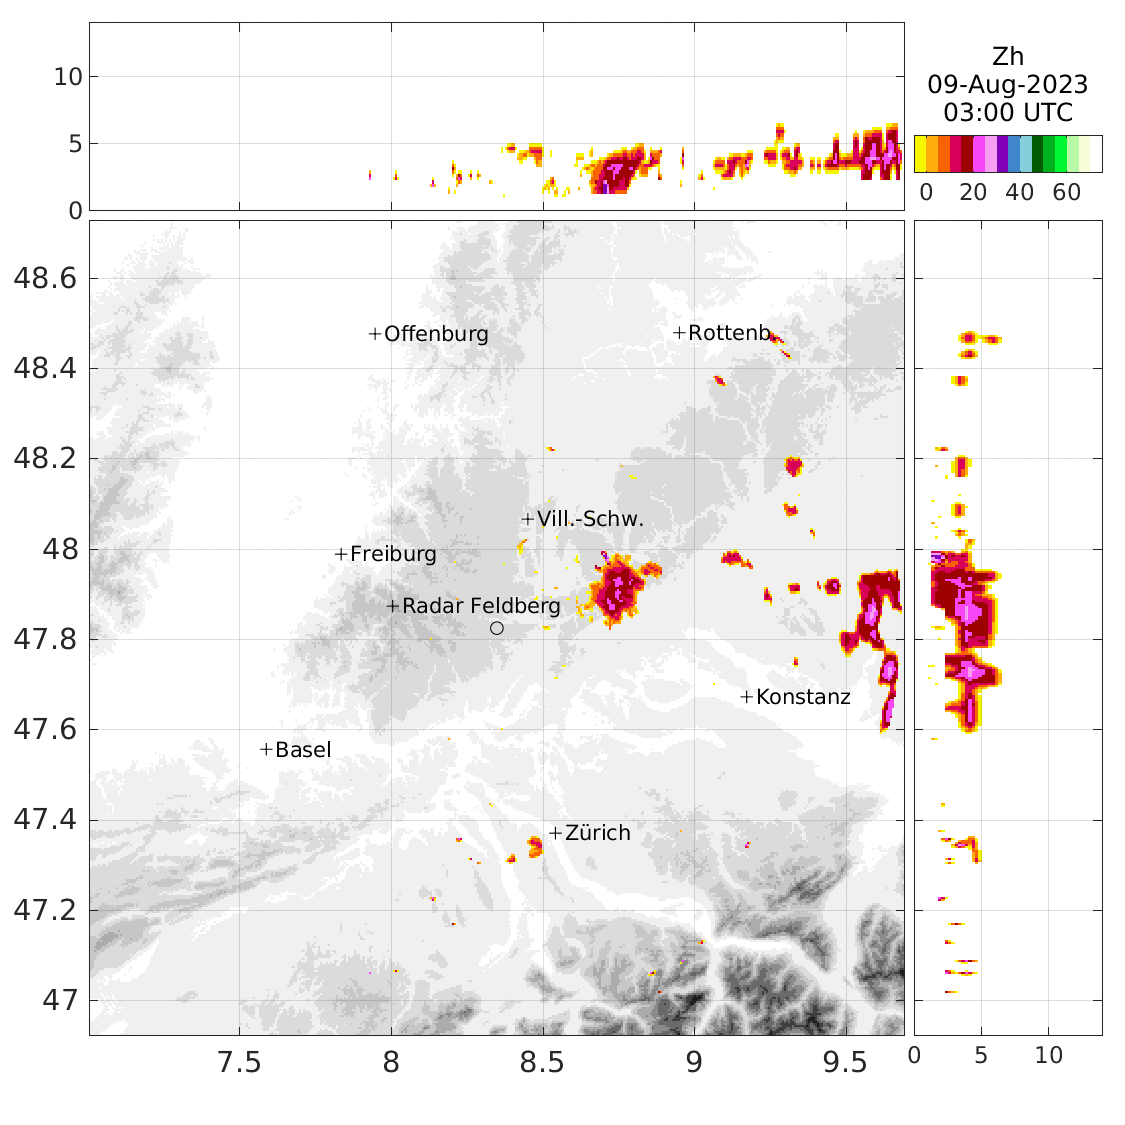 10
5
0
Zh
09-Aug-2023
03:00 UTC
0 20 40 60
48.6
48.4
48.2
48
47.8
47.6
47.4
47.2
47
+Offenburg
+Rottenb
+Vill.-Schw.
+Freiburg
+Radar Feldberg
+Konstanz
+Basel
+Zürich
7.5 8 8.5 9 9.5
0 5 10